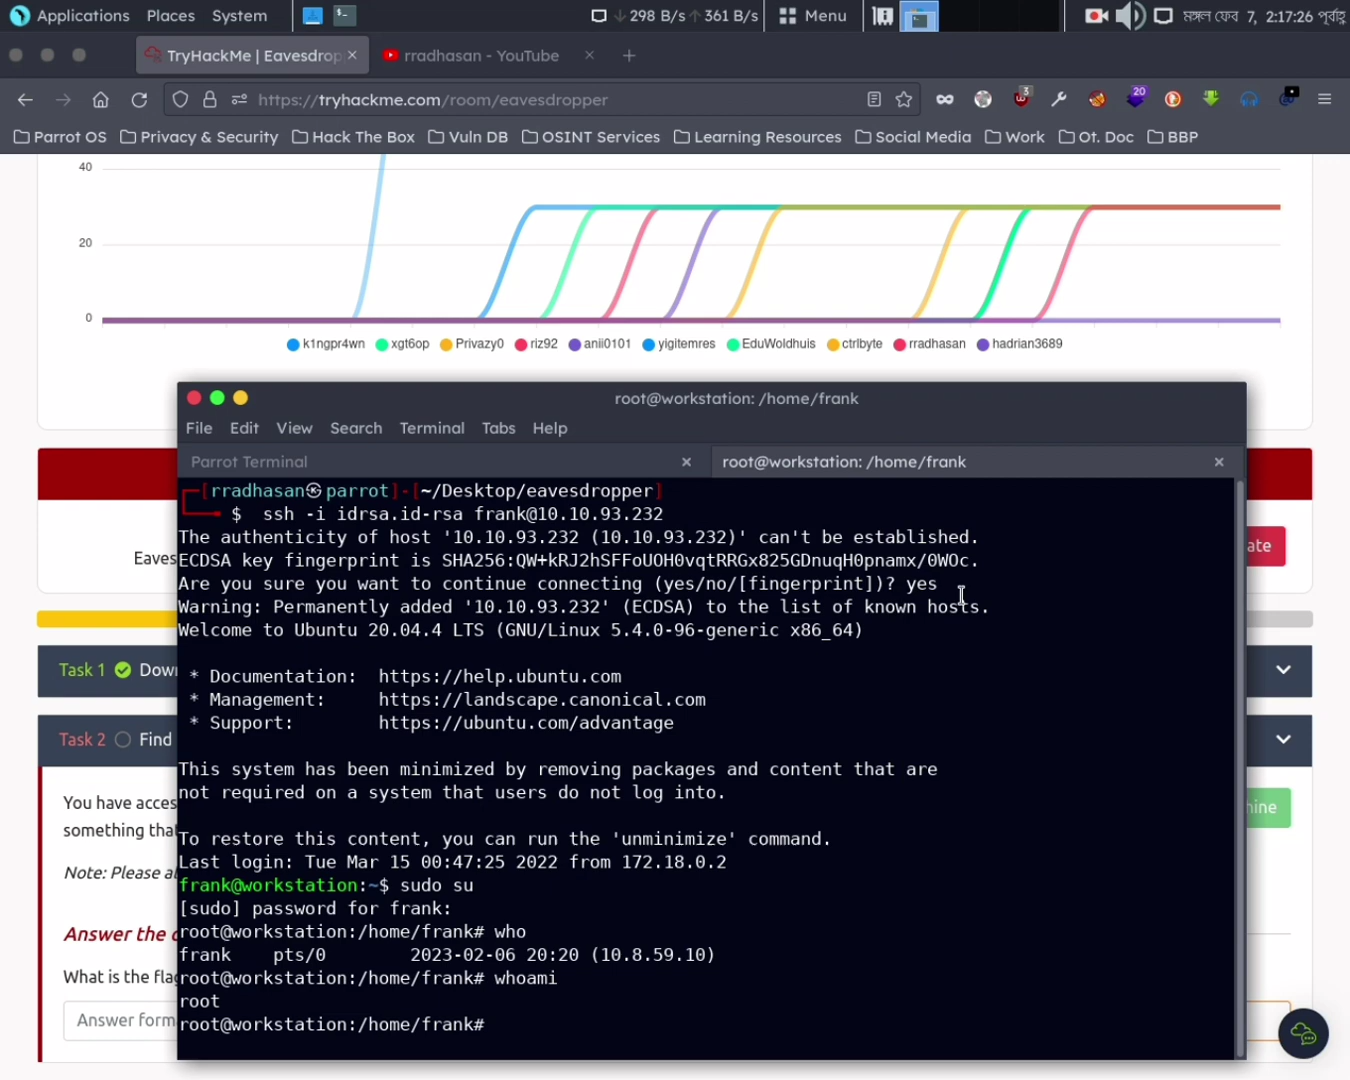 Applications Places System 298 B/s 361 B/s Menu মঙ্গল ফেব 7, 2:17:26 পূর্বাহ্ণ
TryHackMe | Eavesdrop rradhasan - YouTube
https://tryhackme.com/room/eavesdropper 3 20
Parrot OS Privacy & Security Hack The Box Vuln DB OSINT Services Learning Resources Social Media Work Ot. Doc BBP
40
20
0
k1ngpr4wn xgt6op Privazy0 riz92 anii0101 yigitemres EduWoldhuis ctrlbyte rradhasan hadrian3689
root@workstation: /home/frank
File Edit View Search Terminal Tabs Help
Parrot Terminal root@workstation: /home/frank
[rradhasan@parrot]-[~/Desktop/eavesdropper]
$ ssh -i idrsa.id-rsa frank@10.10.93.232
The authenticity of host '10.10.93.232 (10.10.93.232)' can't be established.
Eaves ate
ECDSA key fingerprint is SHA256:QW+kRJ2hSFFoUOH0vqtRRGx825GDnuqH0pnamx/0WOc.
Are you sure you want to continue connecting (yes/no/[fingerprint])? yes
Warning: Permanently added '10.10.93.232' (ECDSA) to the list of known hosts.
Welcome to Ubuntu 20.04.4 LTS (GNU/Linux 5.4.0-96-generic x86_64)
Task 1 Down
* Documentation: https://help.ubuntu.com
* Management: https://landscape.canonical.com
* Support: https://ubuntu.com/advantage
Task 2 Find
This system has been minimized by removing packages and content that are
not required on a system that users do not log into.
You have acces hine
something tha
To restore this content, you can run the 'unminimize' command.
Last login: Tue Mar 15 00:47:25 2022 from 172.18.0.2
Note: Please al
frank@workstation:~$ sudo su
[sudo] password for frank:
root@workstation:/home/frank# who
Answer the q
frank pts/0 2023-02-06 20:20 (10.8.59.10)
root@workstation:/home/frank# whoami
What is the flag
root
Answer form
root@workstation:/home/frank#